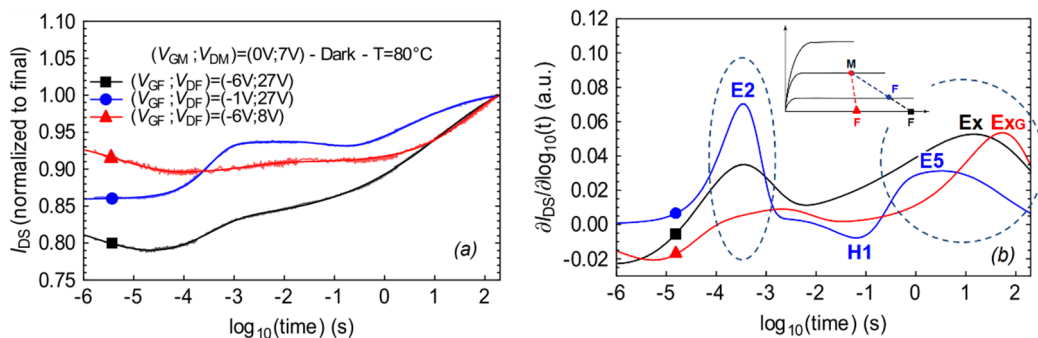 (a)
1.10
1.05
1.00
0.95
0.90
0.85
0.80
0.75
I_DS (normalized to final)
(V_GM ;V_DM)=(0V;7V) - Dark - T=80°C
(V_GF ;V_DF)=(-6V;27V)
(V_GF ;V_DF)=(-1V;27V)
(V_GF ;V_DF)=(-6V;8V)
(a)
-6 -5 -4 -3 -2 -1 0 1 2
log10(time) (s)
b)
0.12
0.10
0.08
0.06
0.04
0.02
0.00
-0.02
∂I_DS/∂log10(t) (a.u.)
M
F
F
F
E2
Ex
Ex_G
E5
H1
(b)
-6 -5 -4 -3 -2 -1 0 1 2
log10(time) (s)